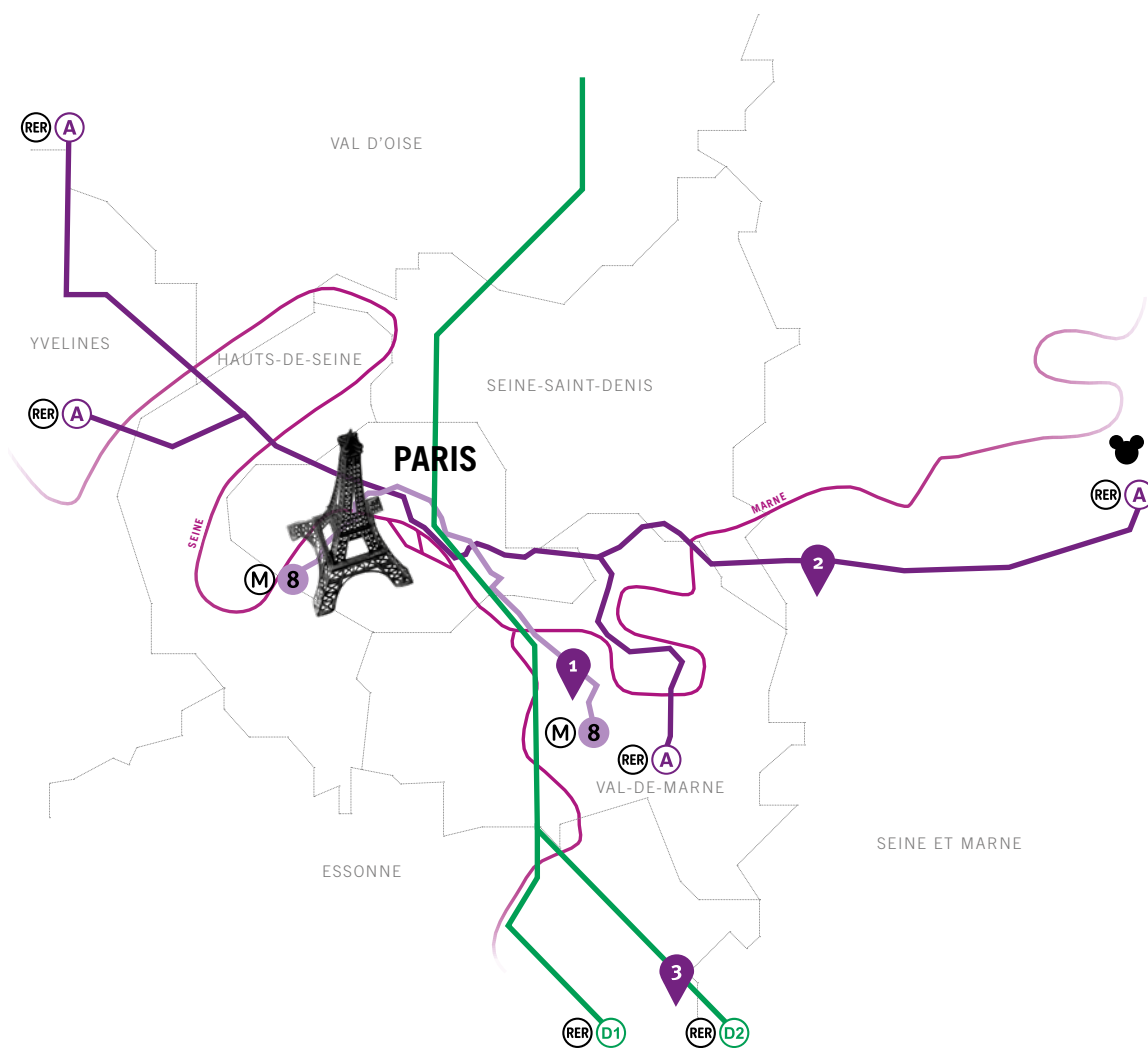 RER A
VAL D'OISE
YVELINES
HAUTS-DE-SEINE
SEINE-SAINT-DENIS
RER A
PARIS
RER A
MARNE
SEINE
2
M 8
1
M 8
RER A
VAL-DE-MARNE
SEINE ET MARNE
ESSONNE
3
RER D1
RER D2